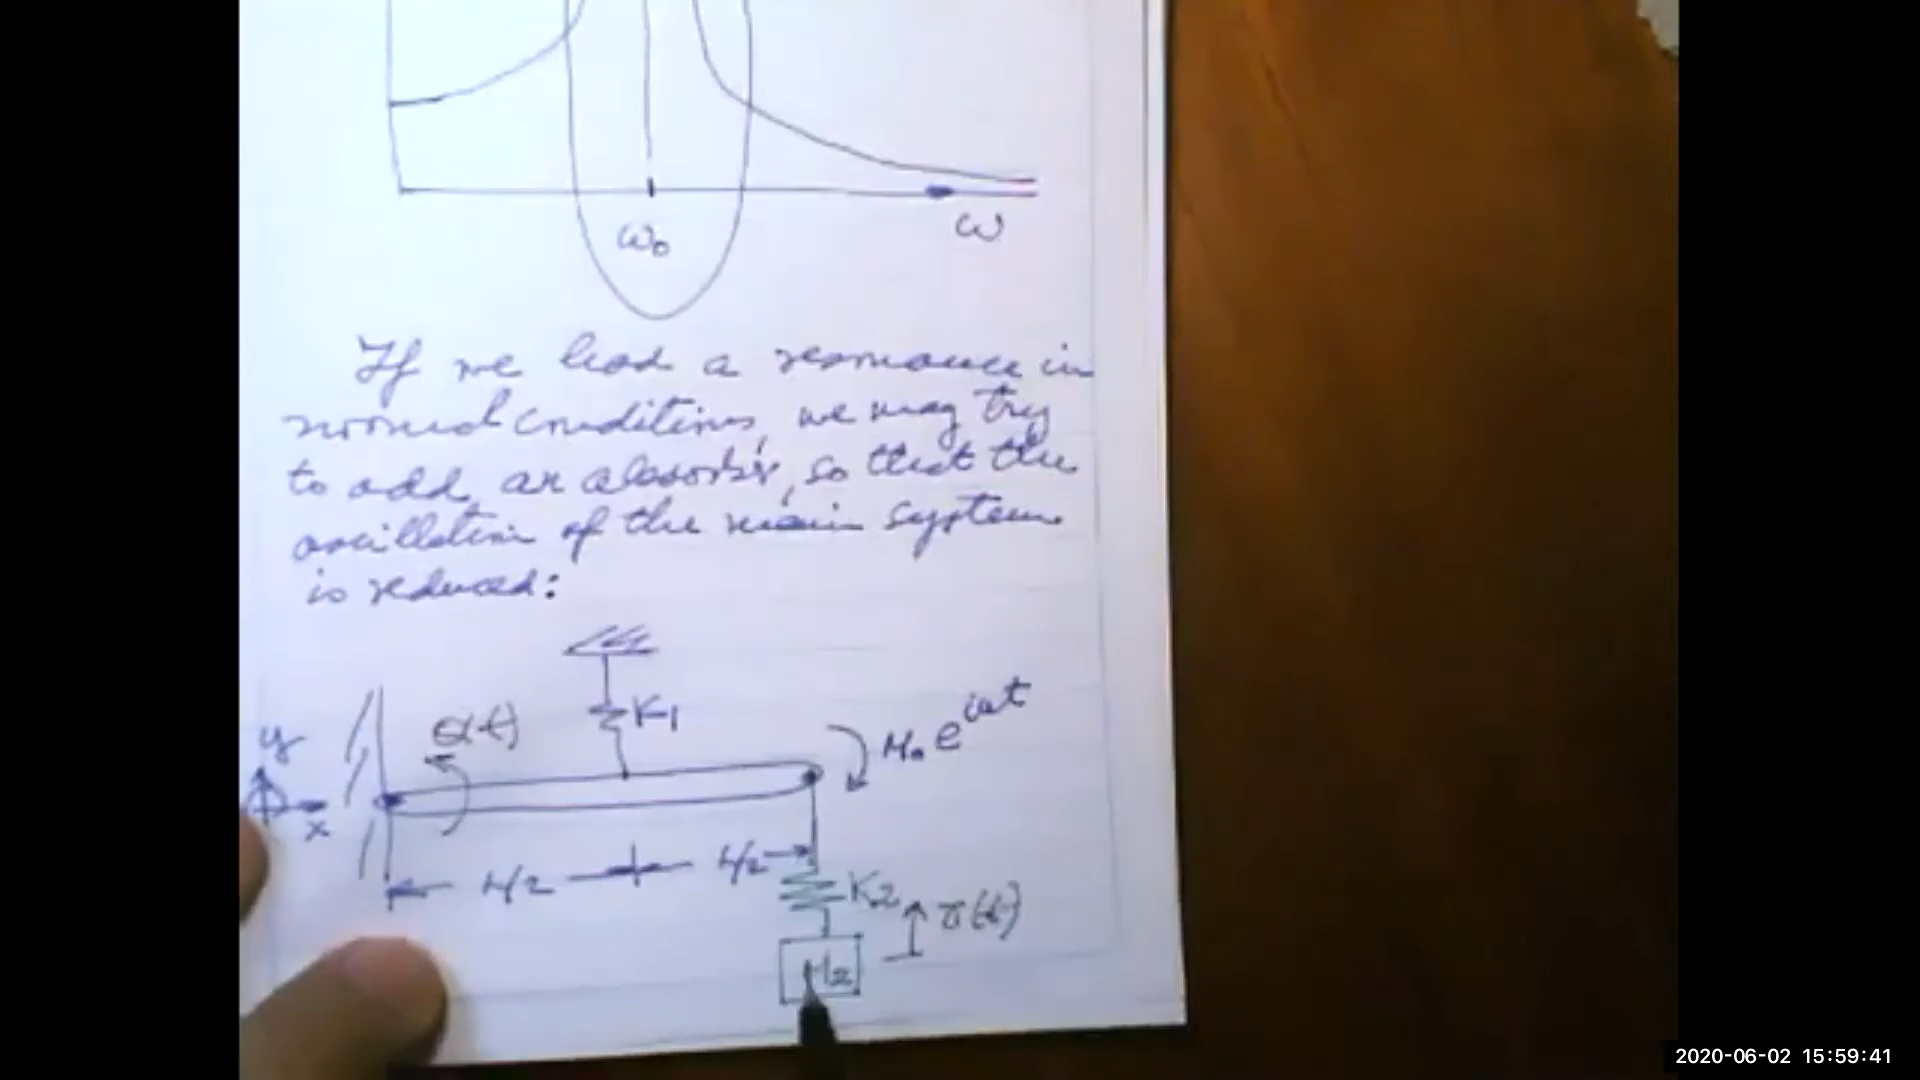 ω₀
ω
If we had a resonance in
normal conditions, we may try
to add an absorber, so that the
oscillation of the main system
is reduced:
K1
M₀ e^{iωt}
θ(t)
y
x
L/2
L/2
K2
v(t)
M2
2020-06-02 15:59:41